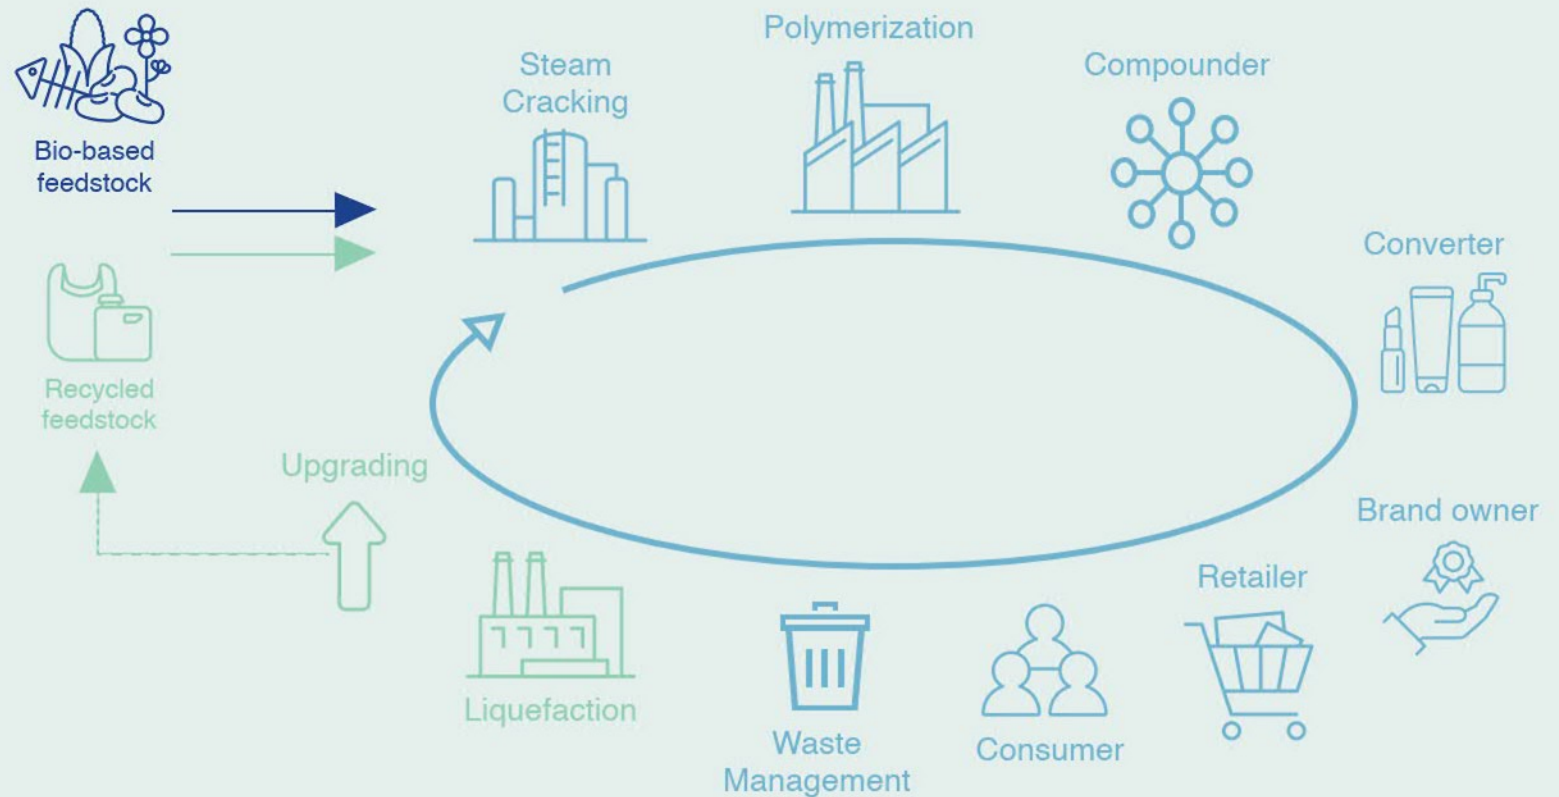 Polymerization
Steam
Cracking
Compounder
Bio-based
feedstock
Converter
Recycled
feedstock
Upgrading
Brand owner
Retailer
Liquefaction
Waste
Management
Consumer